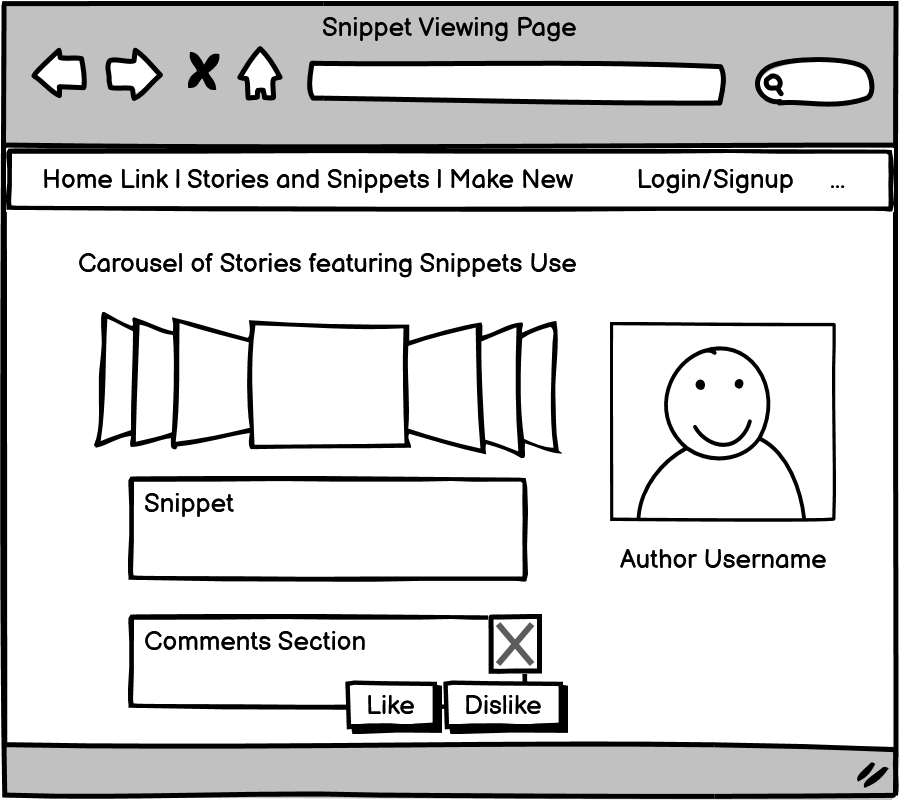 Snippet Viewing Page
Home Link | Stories and Snippets | Make New Login/Signup ...
Carousel of Stories featuring Snippets Use
Snippet
Author Username
Comments Section
Like Dislike